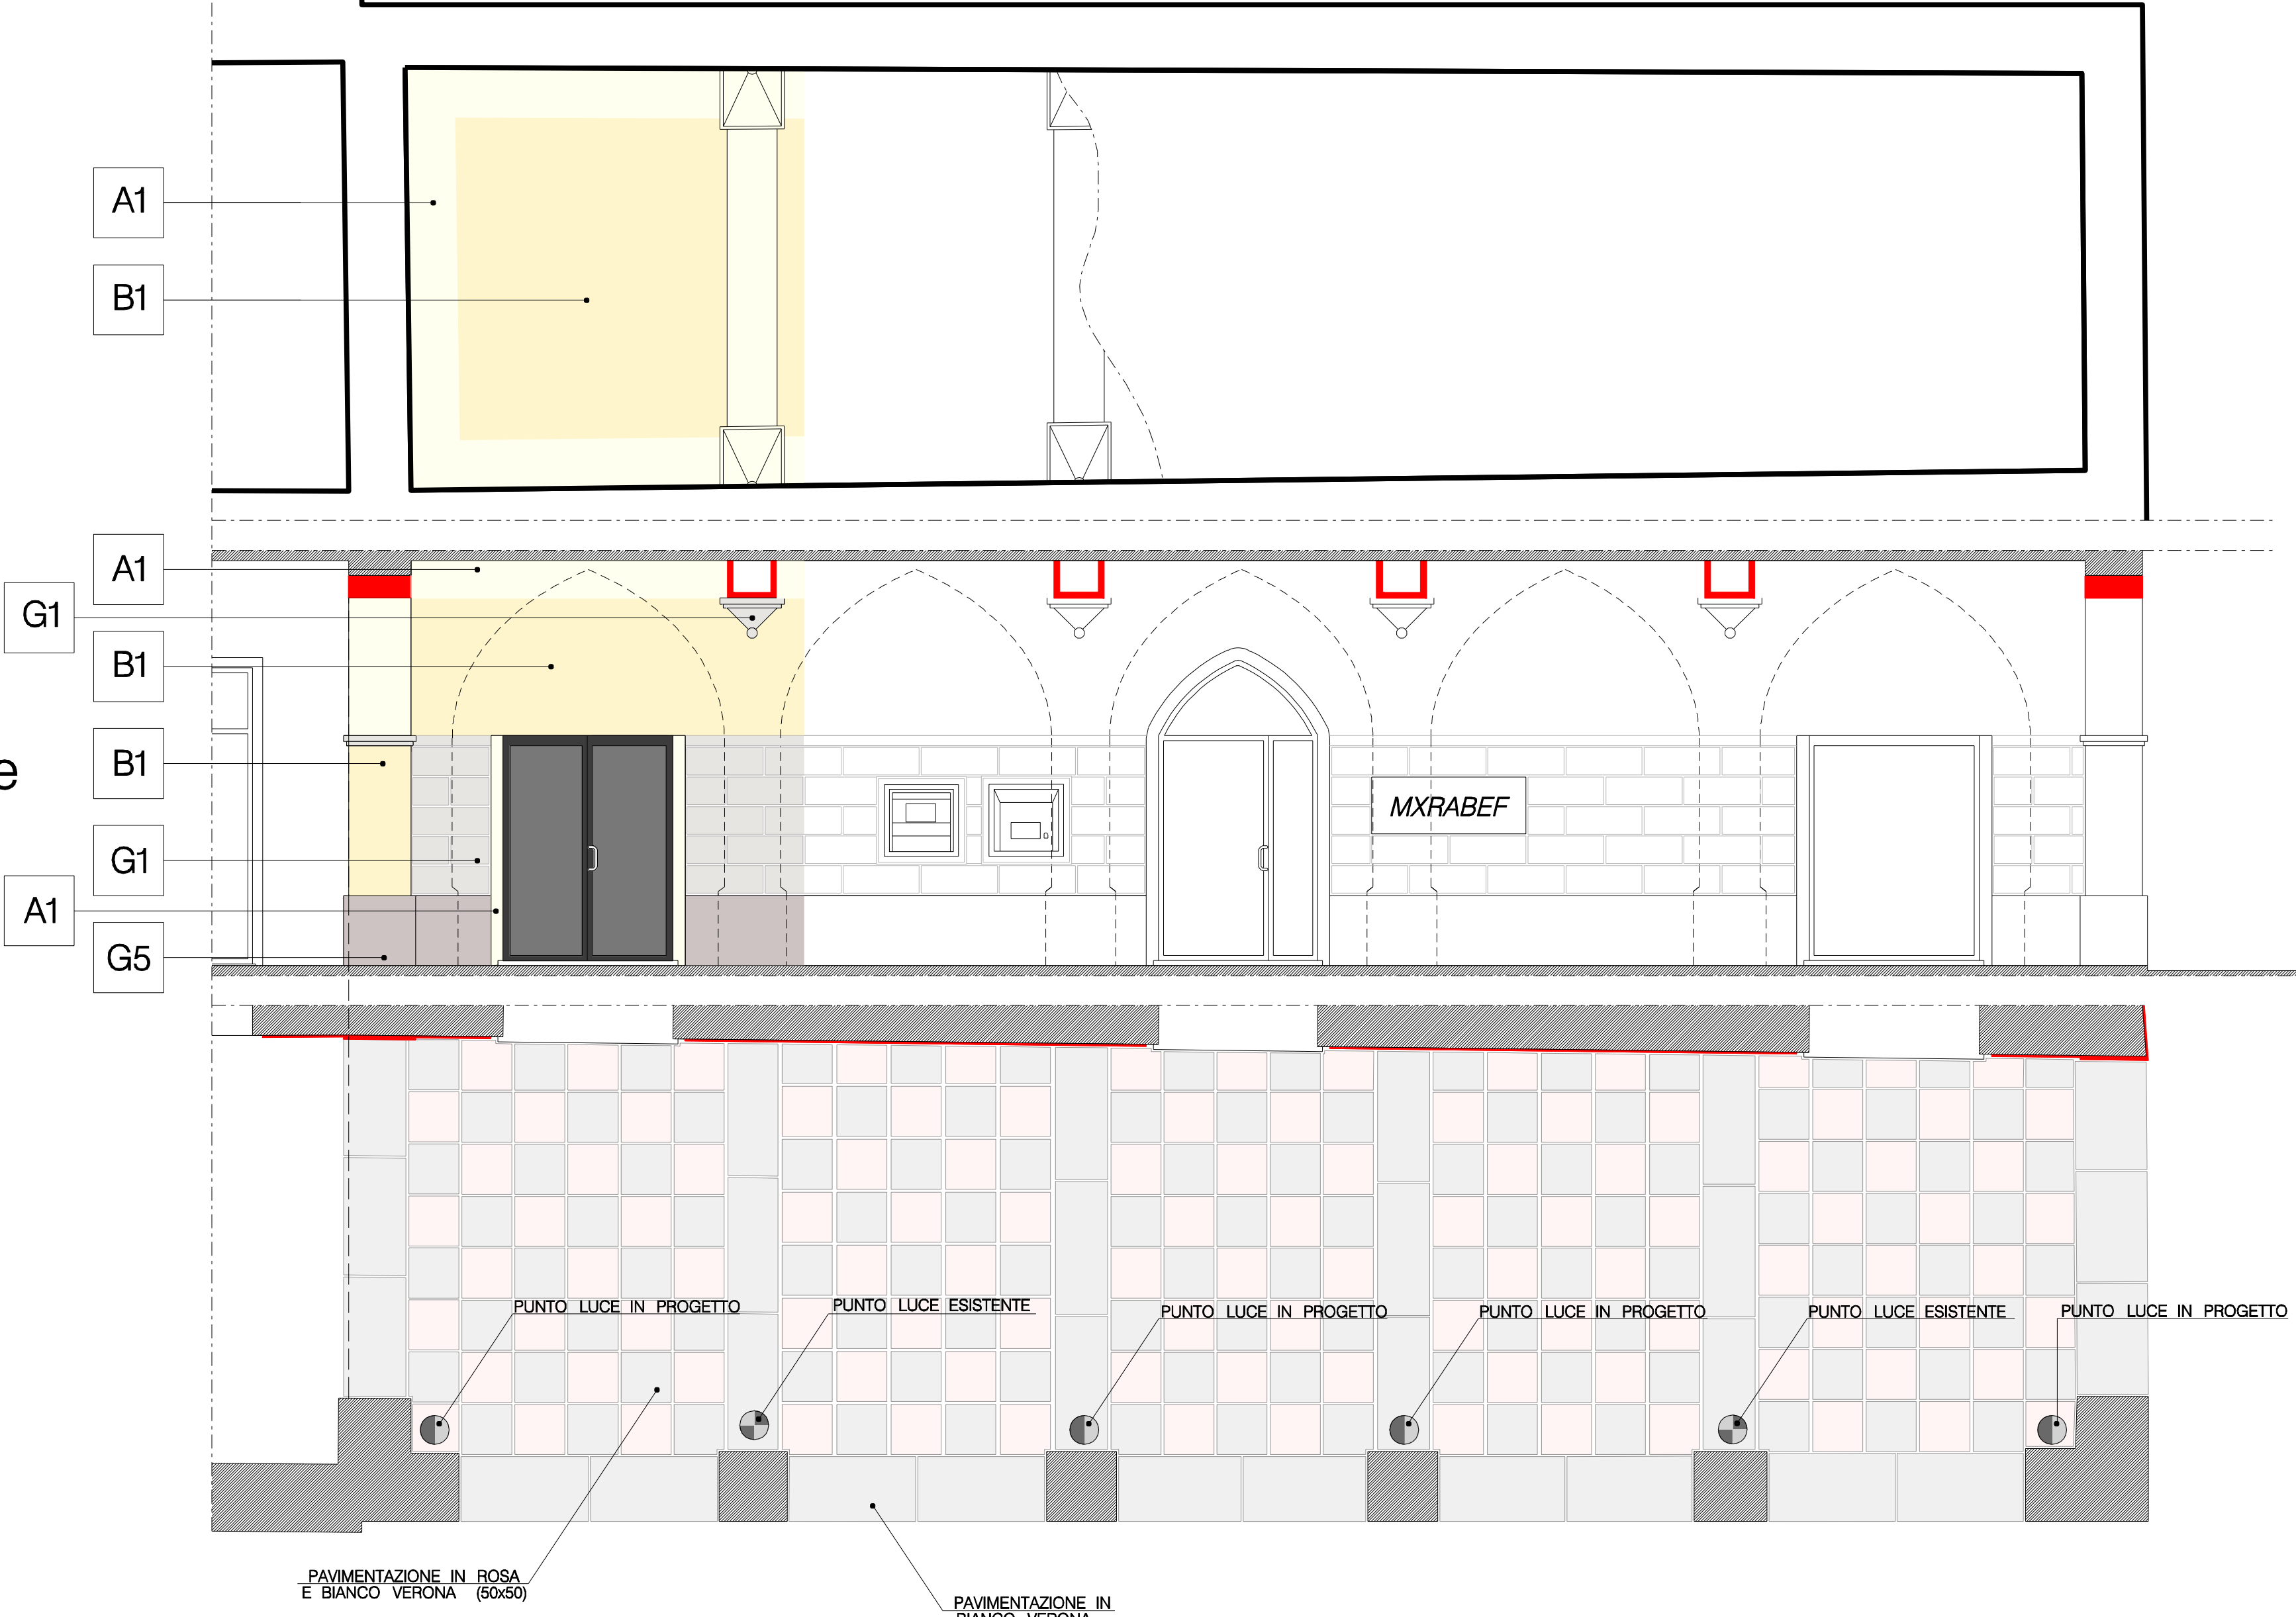 A1
B1
A1
G1
B1
e
B1
MXRABEF
G1
A1
G5
PUNTO LUCE IN PROGETTO
PUNTO LUCE ESISTENTE
PUNTO LUCE IN PROGETTO
PUNTO LUCE IN PROGETTO
PUNTO LUCE ESISTENTE
PUNTO LUCE IN PROGETTO
PAVIMENTAZIONE IN ROSA
E BIANCO VERONA (50x50)
PAVIMENTAZIONE IN
BIANCO VERONA